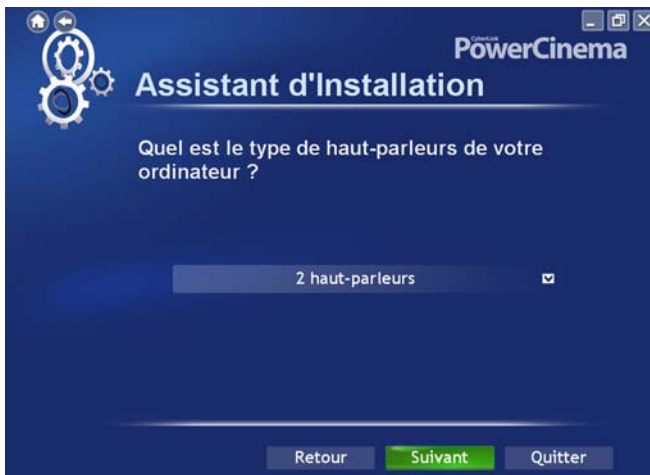 CyberLink
PowerCinema
Assistant d'Installation
Quel est le type de haut-parleurs de votre
ordinateur ?
2 haut-parleurs
Retour Suivant Quitter